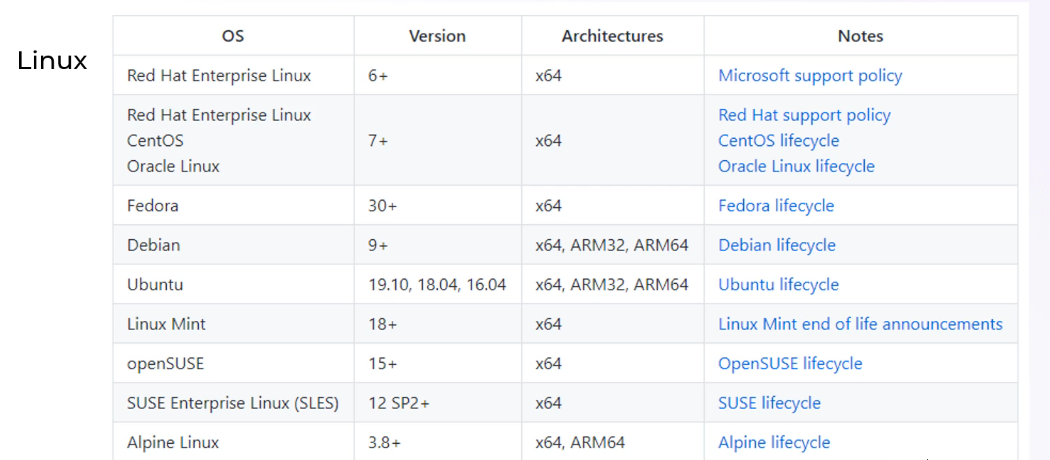 Linux
OS Version Architectures Notes
Red Hat Enterprise Linux 6+ x64 Microsoft support policy
Red Hat Enterprise Linux Red Hat support policy
CentOS 7+ x64 CentOS lifecycle
Oracle Linux Oracle Linux lifecycle
Fedora 30+ x64 Fedora lifecycle
Debian 9+ x64, ARM32, ARM64 Debian lifecycle
Ubuntu 19.10, 18.04, 16.04 x64, ARM32, ARM64 Ubuntu lifecycle
Linux Mint 18+ x64 Linux Mint end of life announcements
openSUSE 15+ x64 OpenSUSE lifecycle
SUSE Enterprise Linux (SLES) 12 SP2+ x64 SUSE lifecycle
Alpine Linux 3.8+ x64, ARM64 Alpine lifecycle